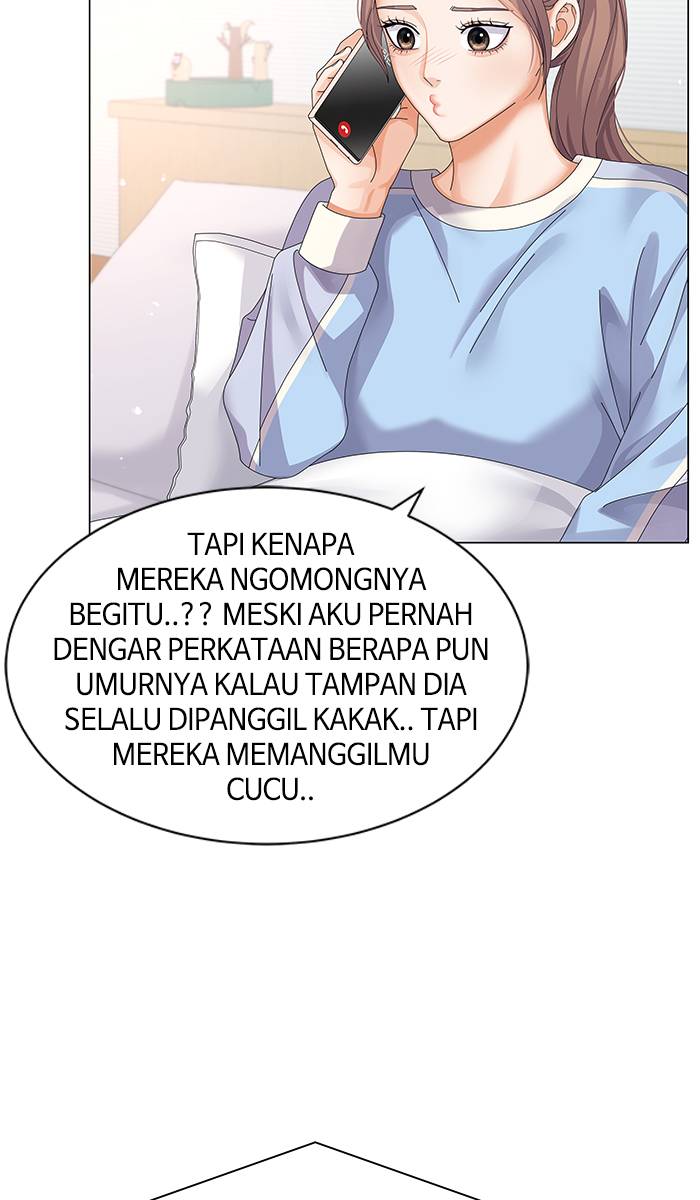 TAPI KENAPA
MEREKA NGOMONGNYA
BEGITU..?? MESKI AKU PERNAH
DENGAR PERKATAAN BERAPA PUN
UMURNYA KALAU TAMPAN DIA
SELALU DIPANGGIL KAKAK.. TAPI
MEREKA MEMANGGILMU
CUCU..